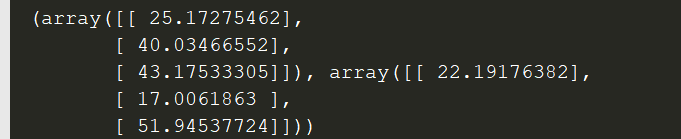 (array([[ 25.17275462],
[ 40.03466552],
[ 43.17533305]]), array([[ 22.19176382],
[ 17.0061863 ],
[ 51.94537724]]))